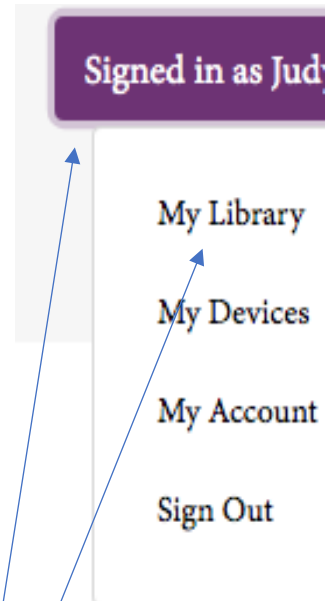 Signed in as Judy
My Library
My Devices
My Account
Sign Out